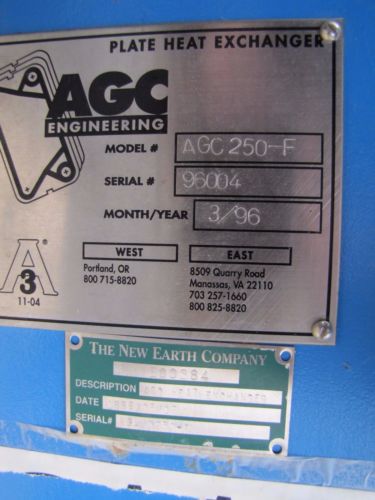 PLATE HEAT EXCHANGER
AGC
ENGINEERING
MODEL # AGC 250-F
SERIAL # 96004
MONTH/YEAR 3/96
WEST
Portland, OR
800 715-8820
EAST
8509 Quarry Road
Manassas, VA 22110
703 257-1660
800 825-8820
A
3
11-04
THE NEW EARTH COMPANY
DESCRIPTION
DATE
SERIAL#